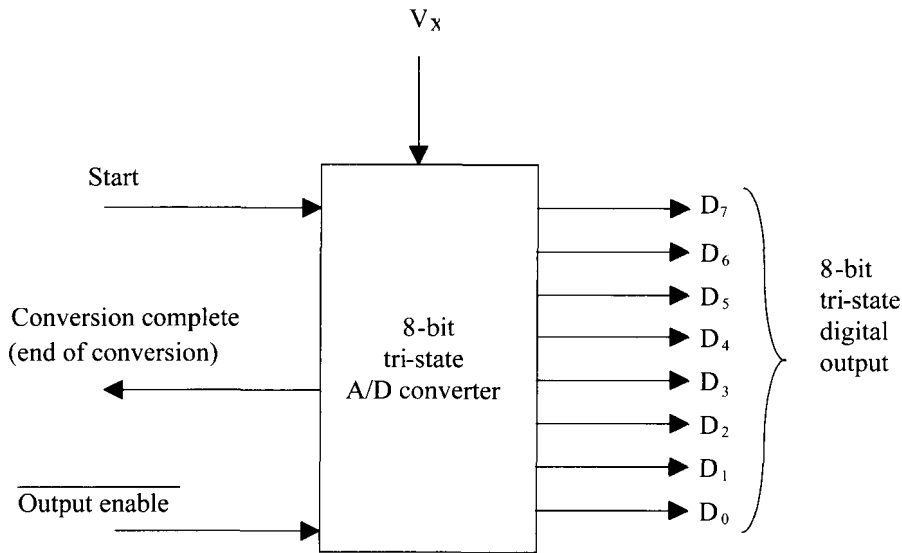 V_X
Start
Conversion complete
(end of conversion)
Output enable
8-bit
tri-state
A/D converter
D_7
D_6
D_5
D_4
D_3
D_2
D_1
D_0
8-bit
tri-state
digital
output